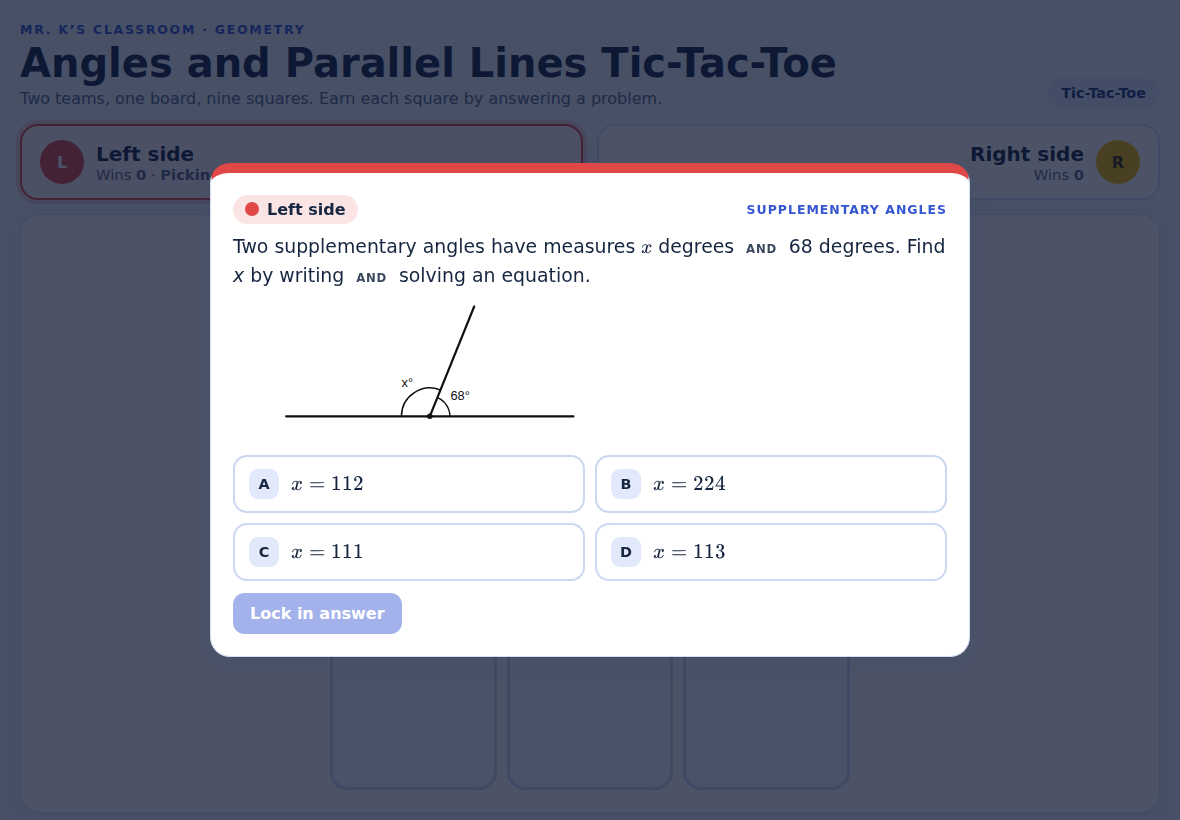 MR. K'S CLASSROOM · GEOMETRY
Angles and Parallel Lines Tic-Tac-Toe
Two teams, one board, nine squares. Earn each square by answering a problem.
Tic-Tac-Toe
L
Left side
Wins 0 · Pickin
Right side
Wins 0
R
Left side
SUPPLEMENTARY ANGLES
Two supplementary angles have measures x degrees AND 68 degrees. Find
x by writing AND solving an equation.
x°
68°
A x = 112
B x = 224
C x = 111
D x = 113
Lock in answer